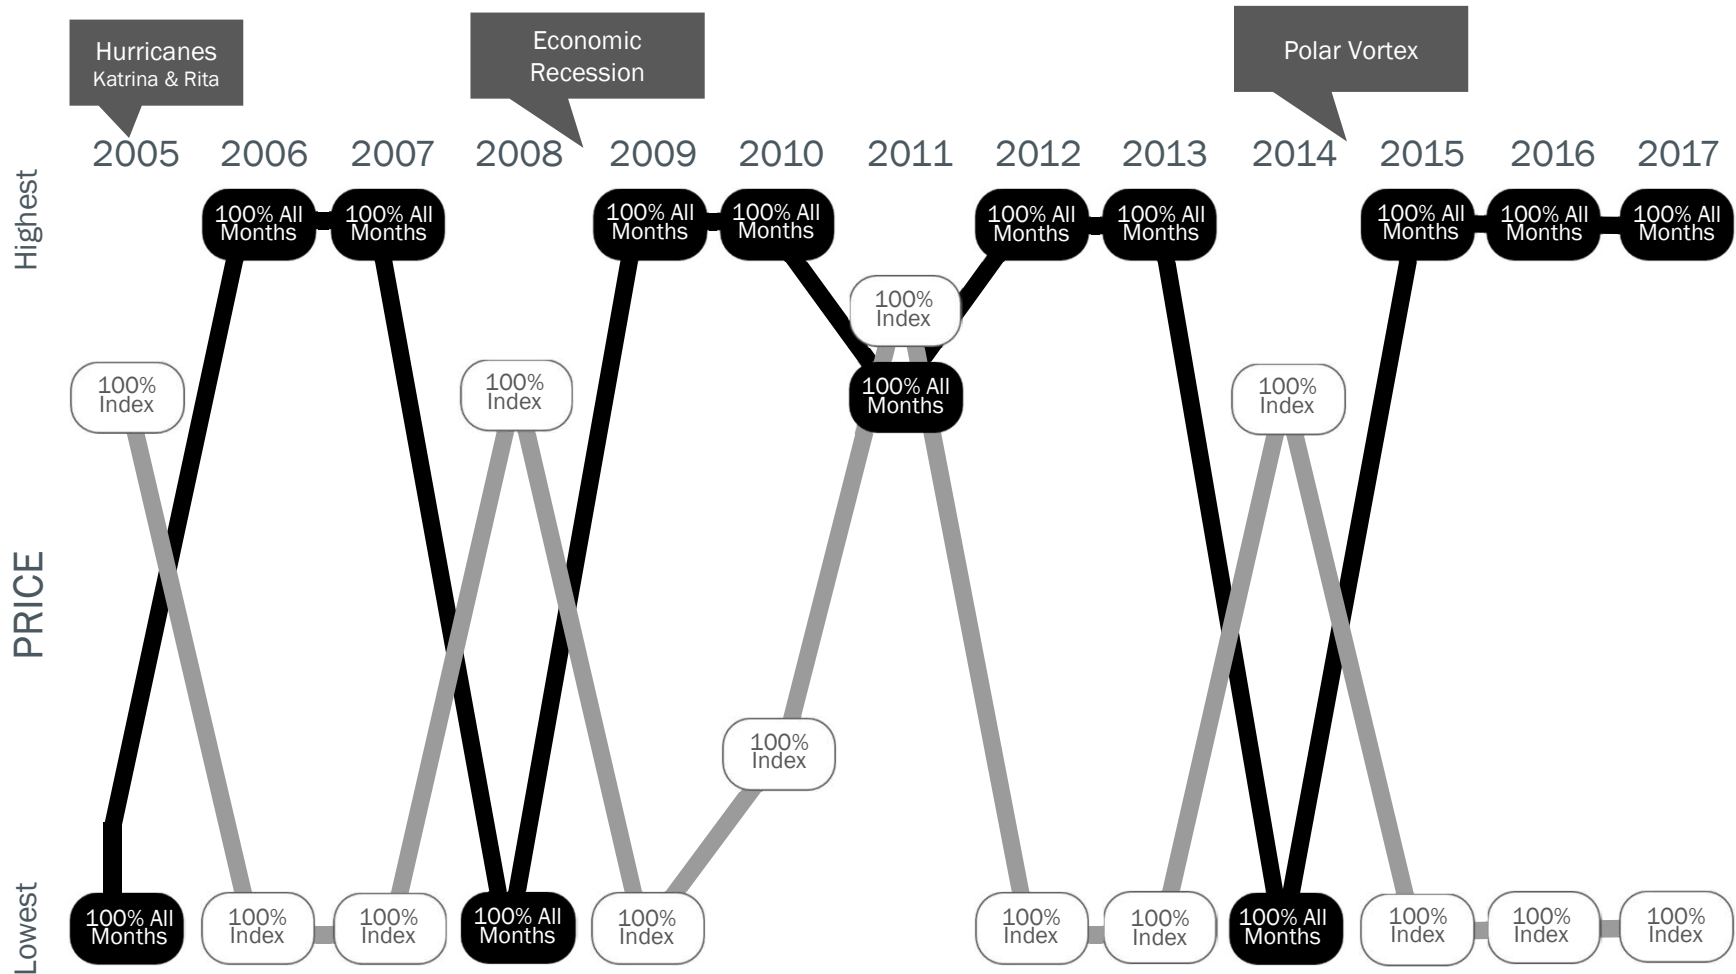 Hurricanes
Katrina & Rita
Economic
Recession
Polar Vortex
2005 2006 2007 2008 2009 2010 2011 2012 2013 2014 2015 2016 2017
Highest
100% All
Months
100% All
Months
100% All
Months
100% All
Months
100% All
Months
100% All
Months
100% All
Months
100% All
Months
100% All
Months
100%
Index
100%
Index
100%
Index
100% All
Months
100%
Index
PRICE
100%
Index
Lowest
100% All
Months
100%
Index
100%
Index
100% All
Months
100%
Index
100%
Index
100%
Index
100% All
Months
100%
Index
100%
Index
100%
Index